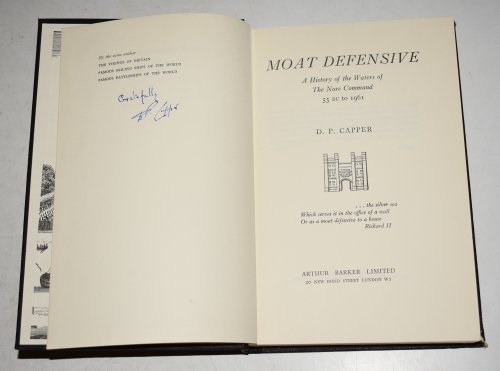 By the same author
THE VIKINGS OF BRITAIN
FAMOUS SAILING SHIPS OF THE WORLD
FAMOUS BATTLESHIPS OF THE WORLD
Gratefully
D.P. Capper
MOAT DEFENSIVE
A History of the Waters of
The Nore Command
55 BC to 1961
D. P. CAPPER
. . . the silver sea
Which serves it in the office of a wall
Or as a moat defensive to a house
Richard II
ARTHUR BARKER LIMITED
20 NEW BOND STREET LONDON W1